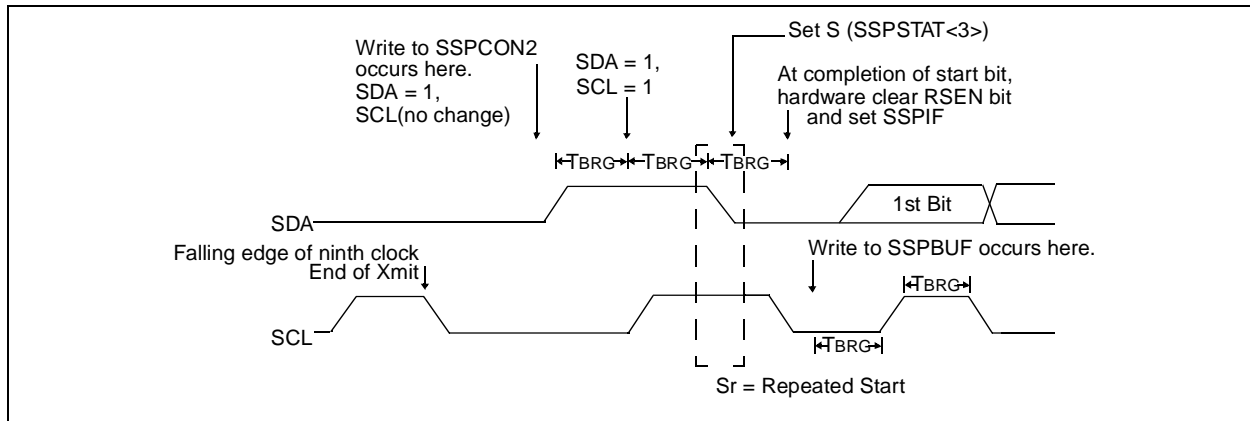 Set S (SSPSTAT<3>)
Write to SSPCON2
occurs here.
SDA = 1,
SCL(no change)
SDA = 1,
SCL = 1
At completion of start bit,
hardware clear RSEN bit
and set SSPIF
TBRG
TBRG
TBRG
SDA
1st Bit
Falling edge of ninth clock
End of Xmit
Write to SSPBUF occurs here.
TBRG
SCL
TBRG
Sr = Repeated Start